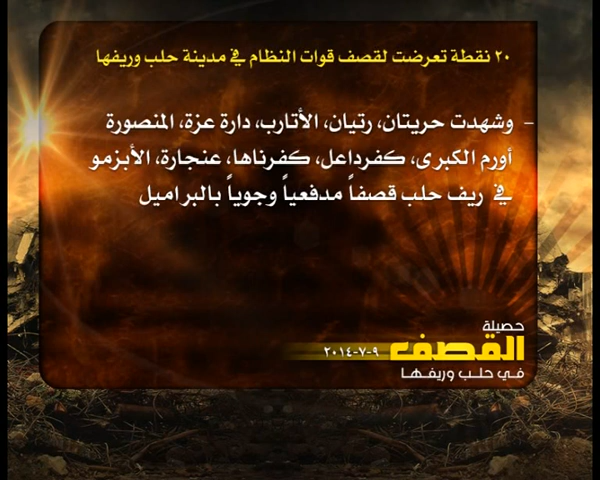 ٢٠ نقطة تعرضت لقصف قوات النظام في مدينة حلب وريفها
- وشهدت حريتان، رتيان، الأتارب، دارة عزة، المنصورة
أورم الكبرى، كفرداعل، كفرناها، عنجارة، الأبزمو
في ريف حلب قصفاً مدفعياً وجوياً بالبراميل
حصيلة
القصف ٩-٧-٢٠١٤
في حلب وريفها